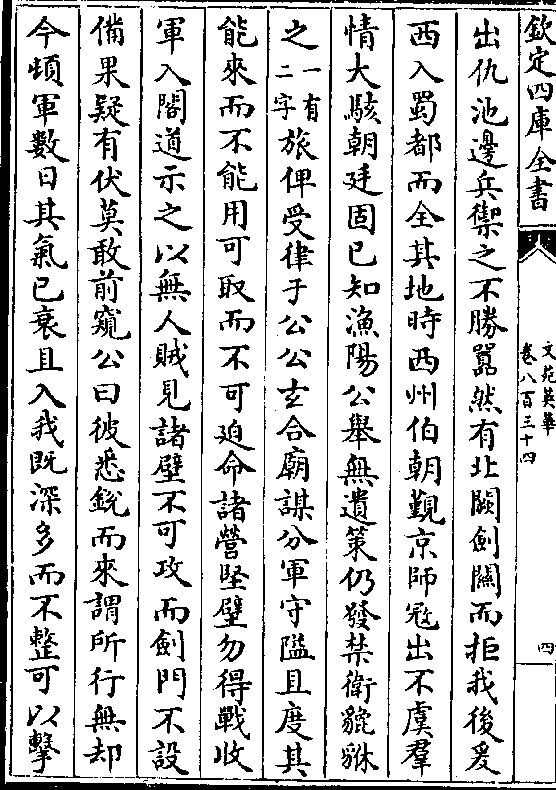 欽定四庫全書
文苑英華
卷八百三十四
四
出仇池邊兵禦之不勝嚣然有北闕劍關而拒我後爰
西入蜀都而全其地時西州伯朝覲京師寇出不虞羣
情大駭朝廷固已知漁陽公舉無遺策仍發禁衛貔貅
之一有二字旅俾受律于公公玄合廟謀分軍守隘且度其
能來而不能用可取而不可迫命諸營堅壁勿得戰收
軍入閣道示之以無人賊見諸壁不可攻而劍門不設
備果疑有伏莫敢前窺公曰彼悉銳而來謂所行無却
今頓軍數日其氣已衰且入我既深多而不整可以擊